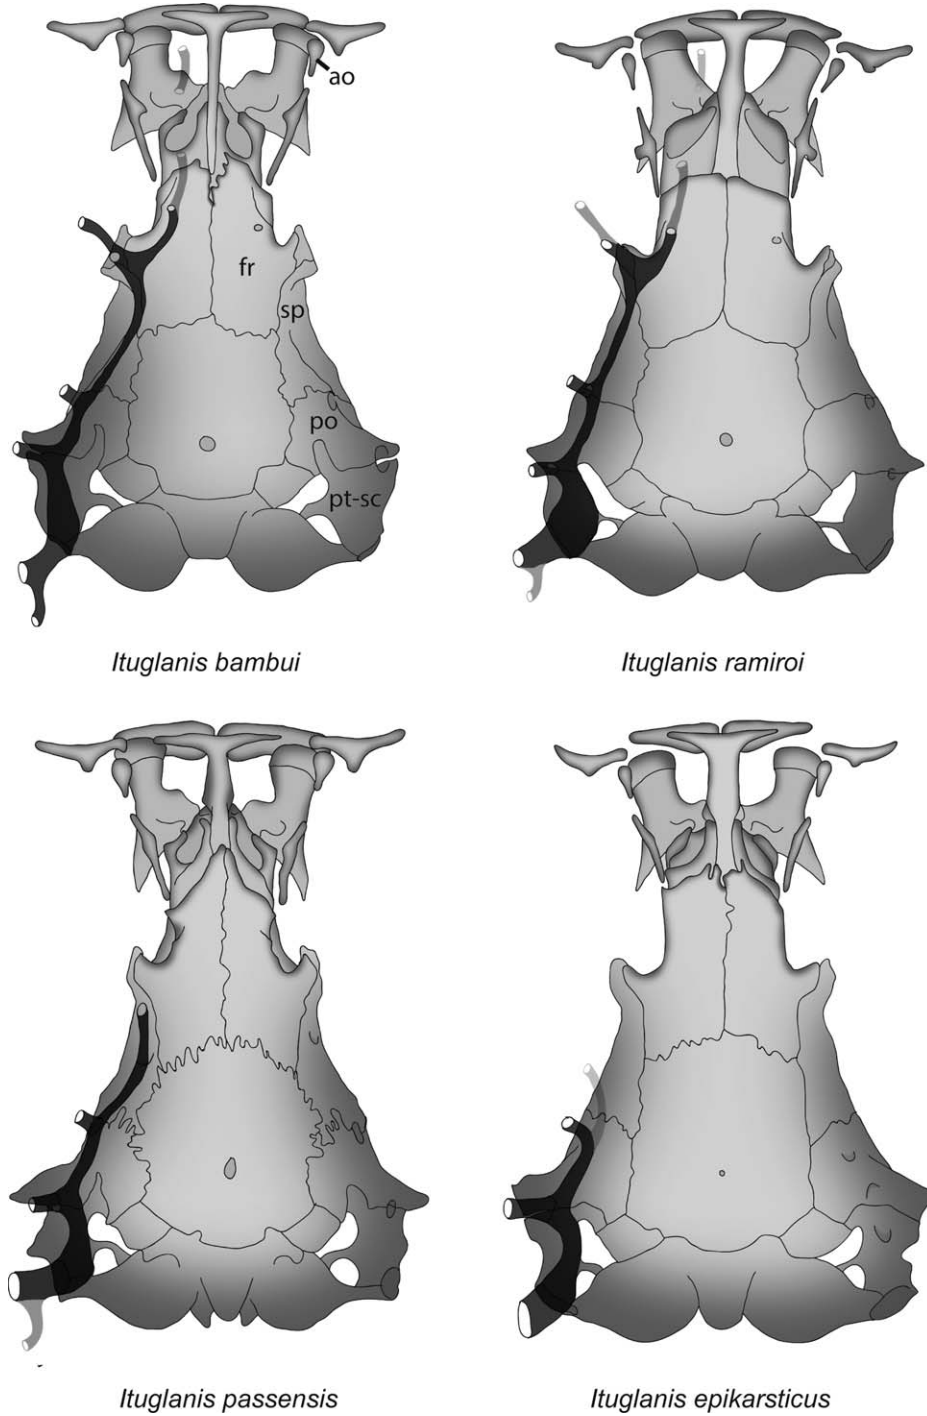 ao
fr
sp
po
pt-sc
Ituglanis bambui
Ituglanis ramiroi
Ituglanis passensis
Ituglanis epikarsticus